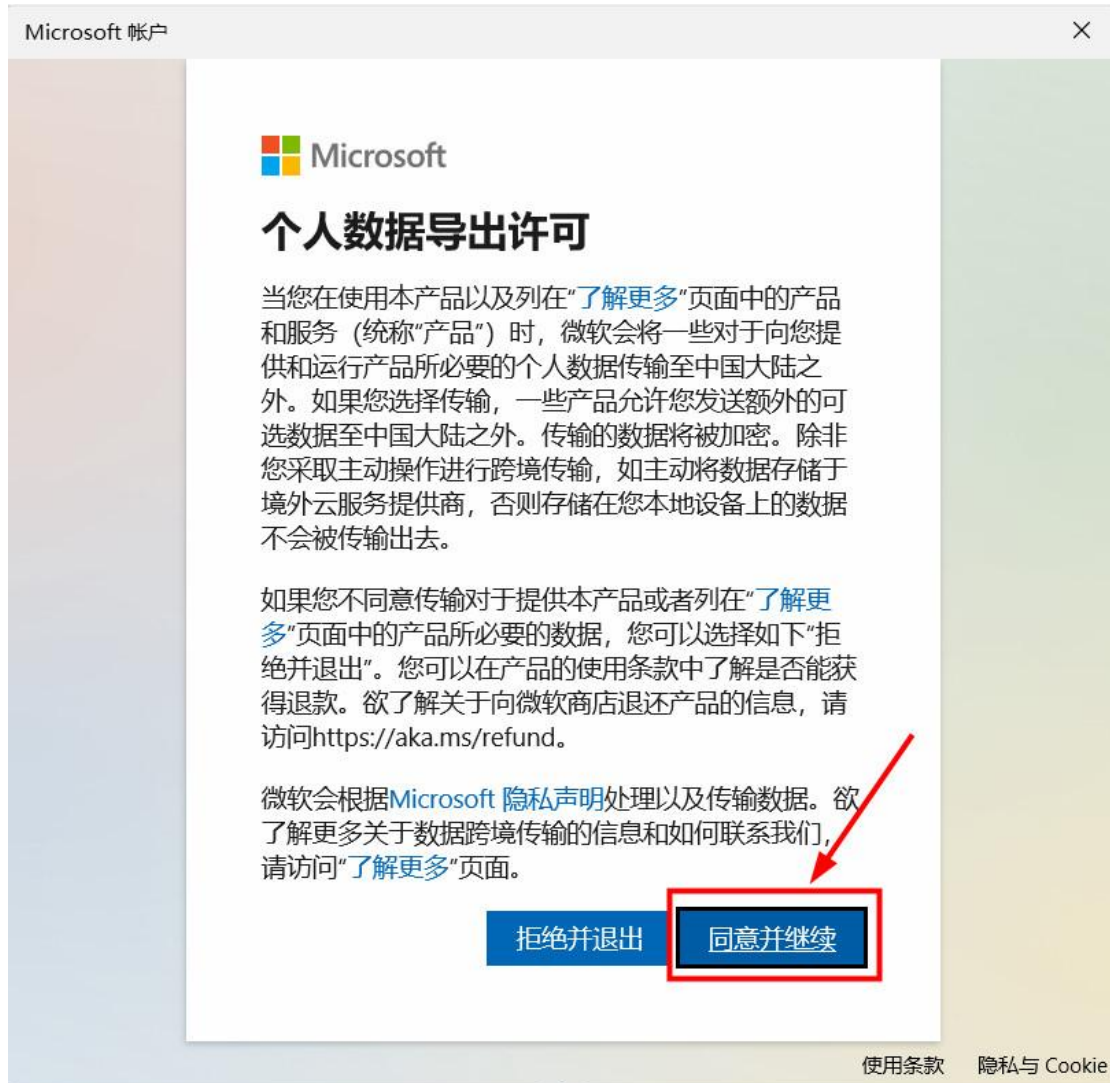 Microsoft 帐户
Microsoft
个人数据导出许可
当您在使用本产品以及列在“了解更多”页面中的产品
和服务（统称“产品”）时，微软会将一些对于向您提
供和运行产品所必要的个人数据传输至中国大陆之
外。如果您选择传输，一些产品允许您发送额外的可
选数据至中国大陆之外。传输的数据将被加密。除非
您采取主动操作进行跨境传输，如主动将数据存储于
境外云服务提供商，否则存储在您本地设备上的数据
不会被传输出去。
如果您不同意传输对于提供本产品或者列在“了解更
多”页面中的产品所必要的数据，您可以选择如下“拒
绝并退出”。您可以在产品的使用条款中了解是否能获
得退款。欲了解关于向微软商店退还产品的信息，请
访问https://aka.ms/refund。
微软会根据Microsoft 隐私声明处理以及传输数据。欲
了解更多关于数据跨境传输的信息和如何联系我们，
请访问“了解更多”页面。
拒绝并退出 同意并继续
使用条款 隐私与 Cookie